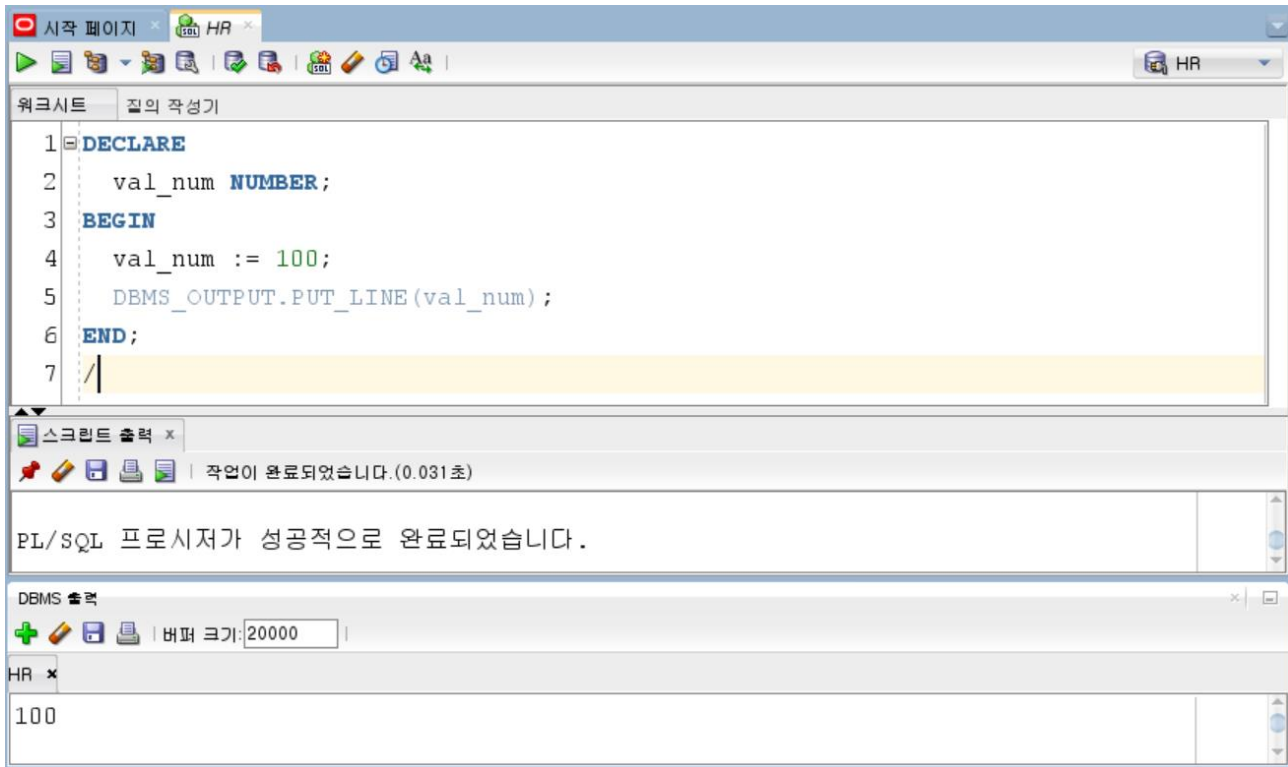 시작 페이지 HR
HR
워크시트 질의 작성기
1 DECLARE
2 val_num NUMBER;
3 BEGIN
4 val_num := 100;
5 DBMS_OUTPUT.PUT_LINE(val_num);
6 END;
7 /
스크립트 출력
작업이 완료되었습니다.(0.031초)
PL/SQL 프로시저가 성공적으로 완료되었습니다.
DBMS 출력
버퍼 크기: 20000
HR
100